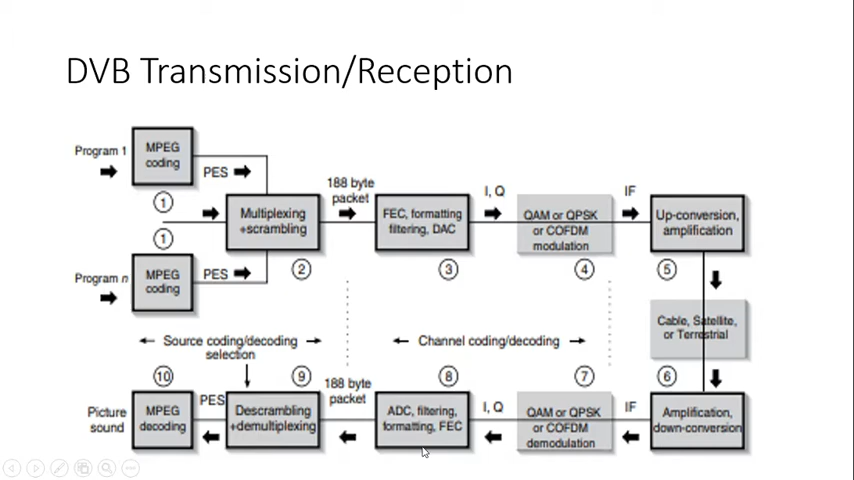 DVB Transmission/Reception
Program 1
MPEG
coding
PES
1
188 byte
packet
I, Q
IF
Multiplexing
+scrambling
FEC, formatting
filtering, DAC
QAM or QPSK
or COFDM
modulation
Up-conversion,
amplification
1
2
3
4
5
Program n
MPEG
coding
PES
Cable, Satellite,
or Terrestrial
Source coding/decoding
selection
Channel coding/decoding
10
9
8
7
6
Picture
sound
MPEG
decoding
PES
Descrambling
+demultiplexing
188 byte
packet
ADC, filtering,
formatting, FEC
I, Q
QAM or QPSK
or COFDM
demodulation
IF
Amplification,
down-conversion